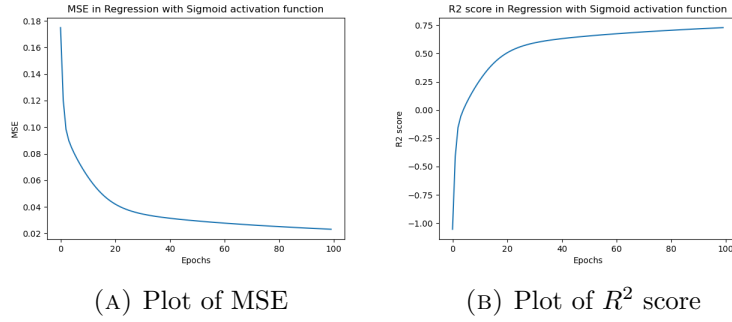 MSE in Regression with Sigmoid activation function
0.18
0.16
0.14
0.12
0.10
0.08
0.06
0.04
0.02
MSE
0 20 40 60 80 100
Epochs
(A) Plot of MSE
R2 score in Regression with Sigmoid activation function
0.75
0.50
0.25
0.00
−0.25
−0.50
−0.75
−1.00
R2 score
0 20 40 60 80 100
Epochs
(B) Plot of R² score